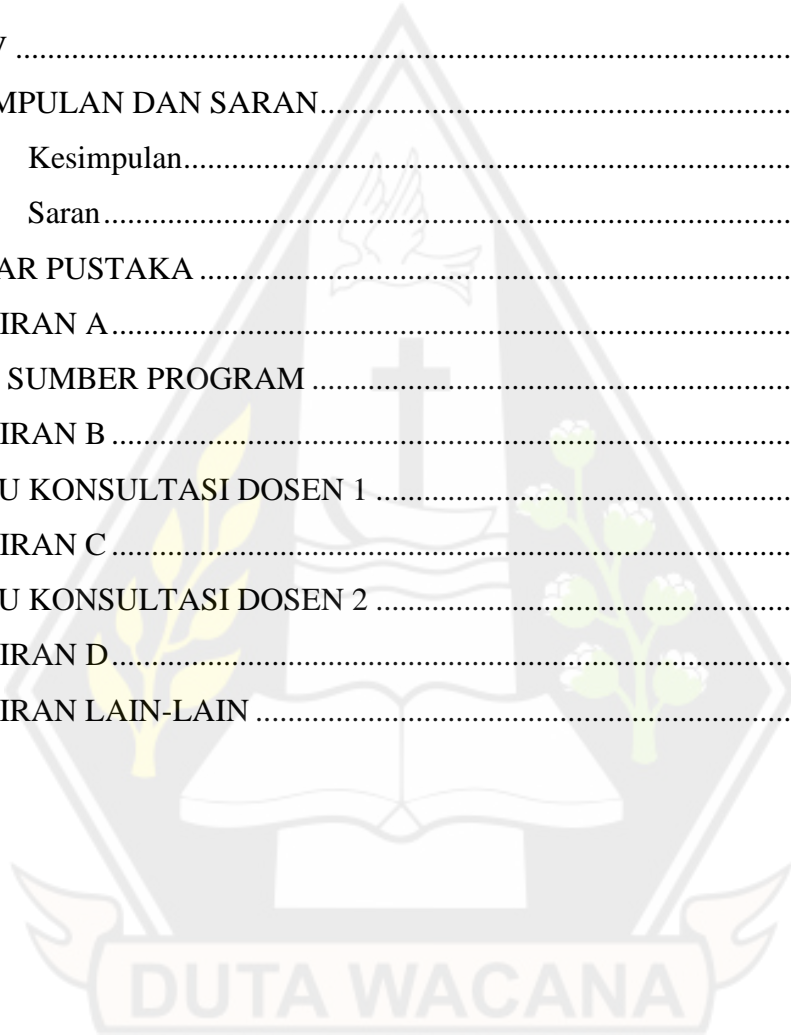 V ........................................................................
MPULAN DAN SARAN........................................................................
Kesimpulan........................................................................
Saran........................................................................
AR PUSTAKA ........................................................................
IRAN A........................................................................
SUMBER PROGRAM ........................................................................
IRAN B ........................................................................
U KONSULTASI DOSEN 1 ........................................................................
IRAN C ........................................................................
U KONSULTASI DOSEN 2 ........................................................................
IRAN D........................................................................
IRAN LAIN-LAIN ........................................................................
DUTA WACANA